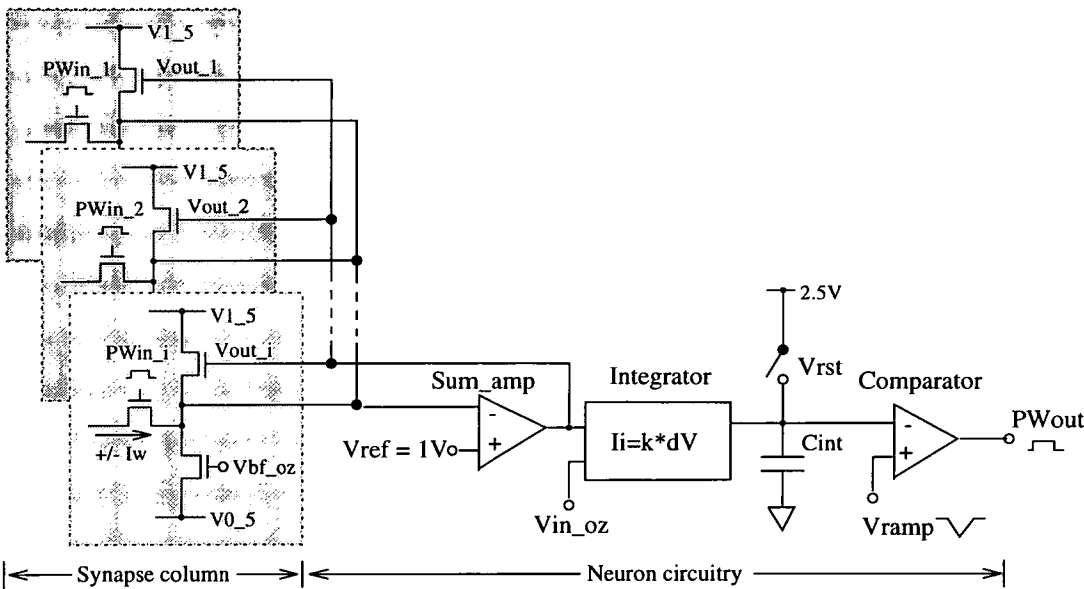 V1_5
PWin_1
Vout_1
V1_5
PWin_2
Vout_2
V1_5
PWin_i
Vout_i
+/- Iw
Vbf_oz
V0_5
Sum_amp
-
+
Vref = 1V
Integrator
Ii=k*dV
Vin_oz
2.5V
Vrst
Cint
Comparator
-
+
PWout
Vramp
Synapse column
Neuron circuitry